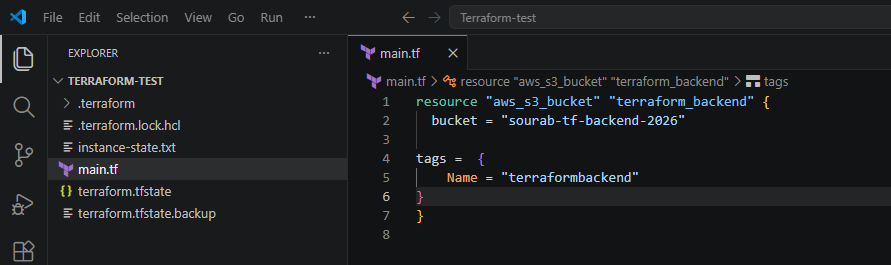 File Edit Selection View Go Run ...
Terraform-test
EXPLORER ...
TERRAFORM-TEST
.terraform
.terraform.lock.hcl
instance-state.txt
main.tf
{} terraform.tfstate
terraform.tfstate.backup
main.tf
main.tf > resource "aws_s3_bucket" "terraform_backend" > tags
1 resource "aws_s3_bucket" "terraform_backend" {
2   bucket = "sourab-tf-backend-2026"
3
4 tags =  {
5     Name = "terraformbackend"
6 }
7 }
8